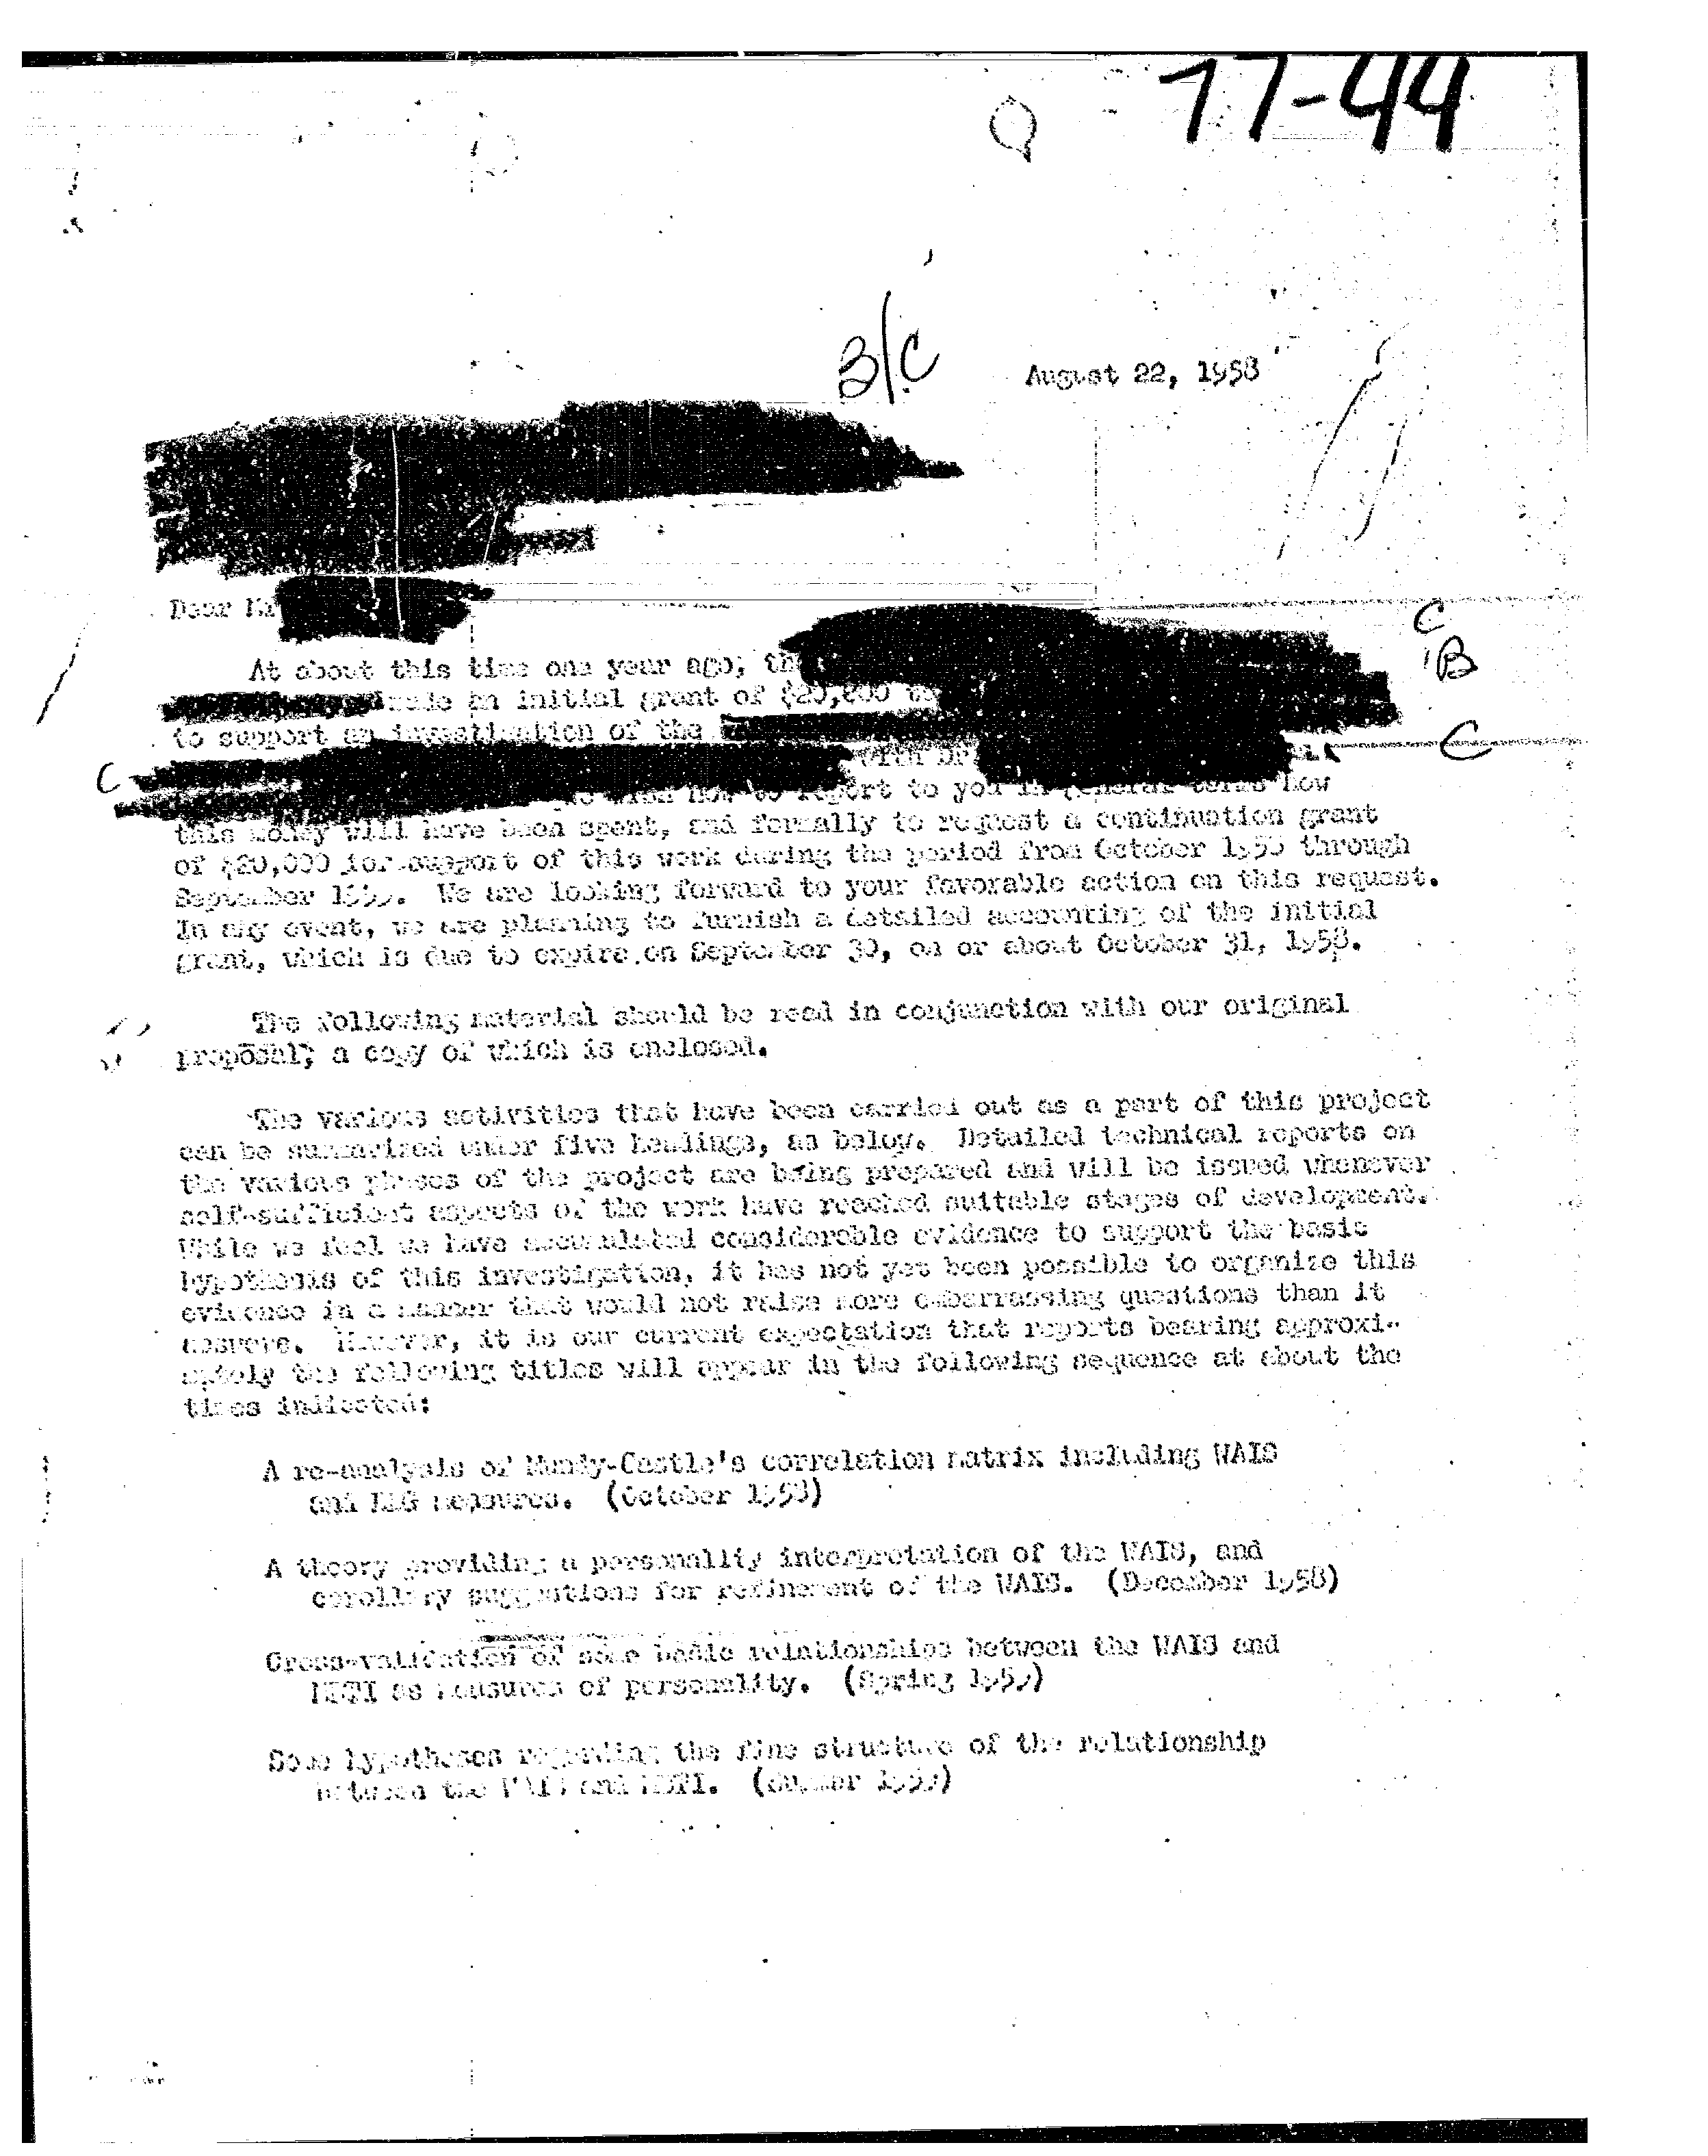 77-44
B/C
August 22, 1958
Dear Mr
C
B
At about this time one year ago, th
made an initial grant of $20,000
to support an investigation of the
C
with Dr
C
we wish now to report to you in general terms how
this money will have been spent, and formally to request a continuation grant
of $20,000 for support of this work during the period from October 1958 through
September 1959. We are looking forward to your favorable action on this request.
In any event, we are planning to furnish a detailed accounting of the initial
grant, which is due to expire on September 30, on or about October 31, 1958.
The following material should be read in conjunction with our original
proposal, a copy of which is enclosed.
The various activities that have been carried out as a part of this project
can be summarized under five headings, as below. Detailed technical reports on
the various phases of the project are being prepared and will be issued whenever
self-sufficient aspects of the work have reached suitable stages of development.
While we feel we have accumulated considerable evidence to support the basic
hypothesis of this investigation, it has not yet been possible to organize this
evidence in a manner that would not raise more embarrassing questions than it
answers. However, it is our current expectation that reports bearing approxi-
mately the following titles will appear in the following sequence at about the
times indicated:
A re-analysis of Mundy-Castle's correlation matrix including WAIS
and EEG measures. (October 1958)
A theory providing a personality interpretation of the WAIS, and
corollary suggestions for refinement of the WAIS. (December 1958)
Cross-validation of some basic relationships between the WAIS and
MMPI as measures of personality. (Spring 1959)
Some hypotheses regarding the fine structure of the relationship
between the WAIS and MMPI. (Summer 1959)